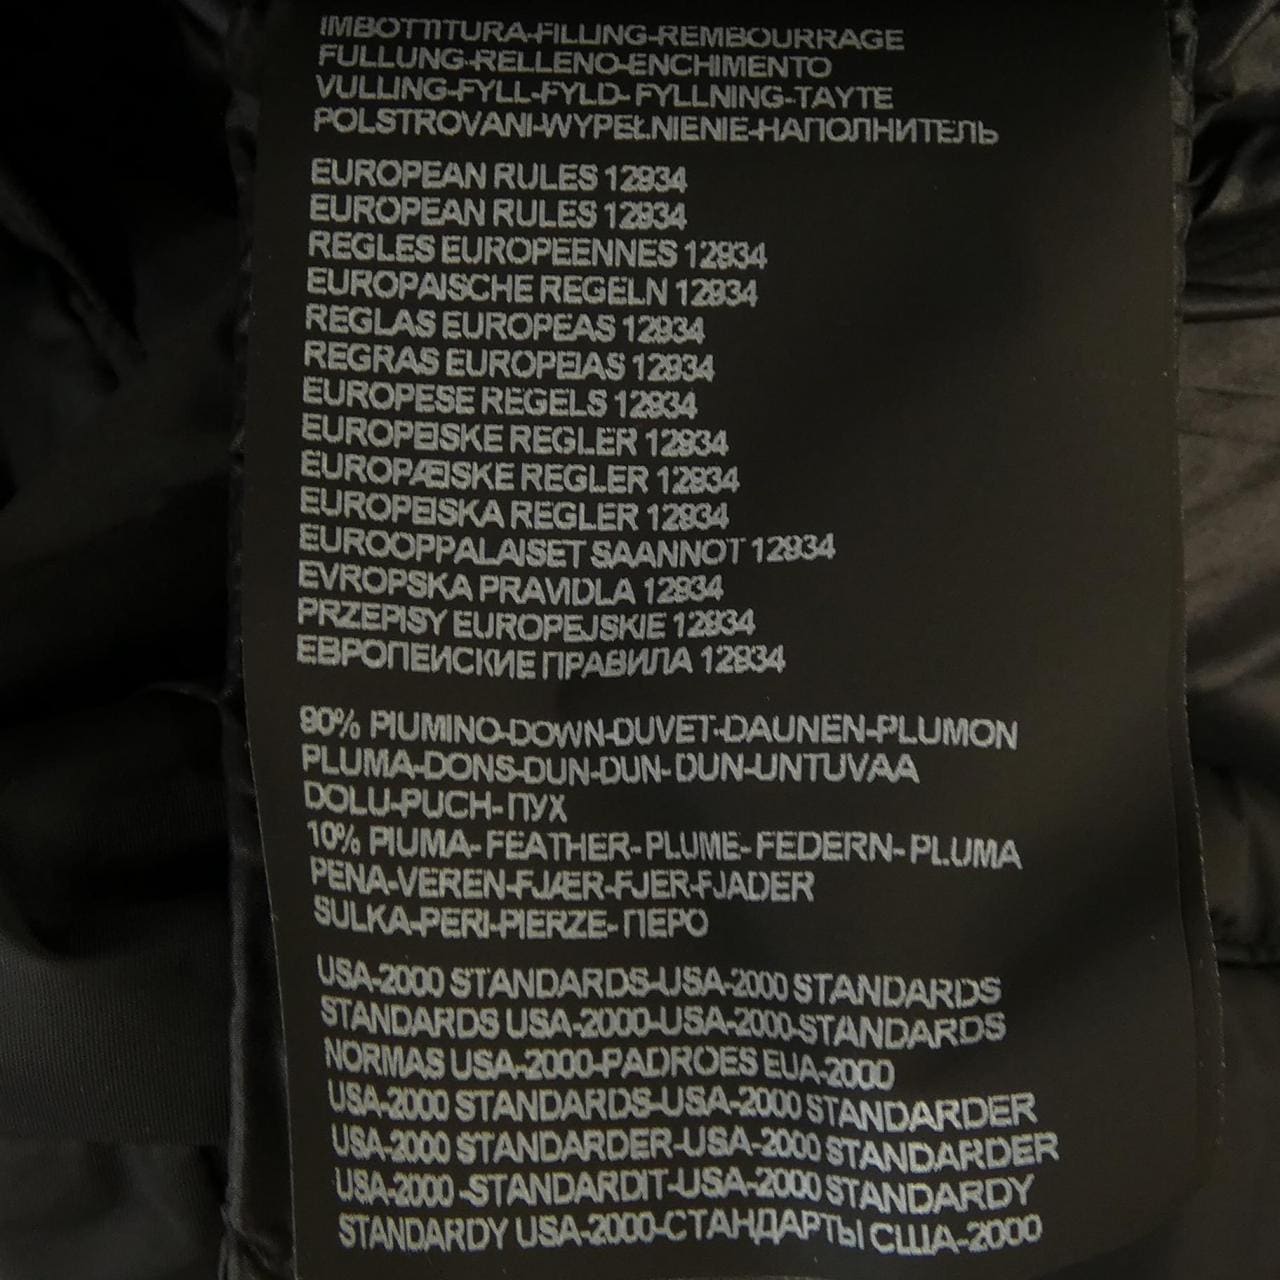 IMBOTTITURA-FILLING-REMBOURRAGE
FULLUNG-RELLENO-ENCHIMENTO
VULLING-FYLL-FYLD-FYLLNING-TAYTE
POLSTROVANI-WYPEŁNIENIE-НАПОЛНИТЕЛЬ
EUROPEAN RULES 12934
EUROPEAN RULES 12934
REGLES EUROPEENNES 12934
EUROPAISCHE REGELN 12934
REGLAS EUROPEAS 12934
REGRAS EUROPEIAS 12934
EUROPESE REGELS 12934
EUROPEISKE REGLER 12934
EUROPÆISKE REGLER 12934
EUROPEISKA REGLER 12934
EUROOPPALAISET SAANNOT 12934
EVROPSKA PRAVIDLA 12934
PRZEPISY EUROPEJSKIE 12934
ЕВРОПЕИСКИЕ ПРАВИЛА 12934
90% PIUMINO-DOWN-DUVET-DAUNEN-PLUMON
PLUMA-DONS-DUN-DUN-DUN-UNTUVAA
DOLU-PUCH-ПУХ
10% PIUMA-FEATHER-PLUME-FEDERN-PLUMA
PENA-VEREN-FJÆR-FJER-FJADER
SULKA-PERI-PIERZE-ПЕРО
USA-2000 STANDARDS-USA-2000 STANDARDS
STANDARDS USA-2000-USA-2000-STANDARDS
NORMAS USA-2000-PADROES EUA-2000
USA-2000 STANDARDS-USA-2000 STANDARDER
USA-2000 STANDARDER-USA-2000 STANDARDER
USA-2000 -STANDARDIT-USA-2000 STANDARDY
STANDARDY USA-2000-СТАНДАРТЫ США-2000